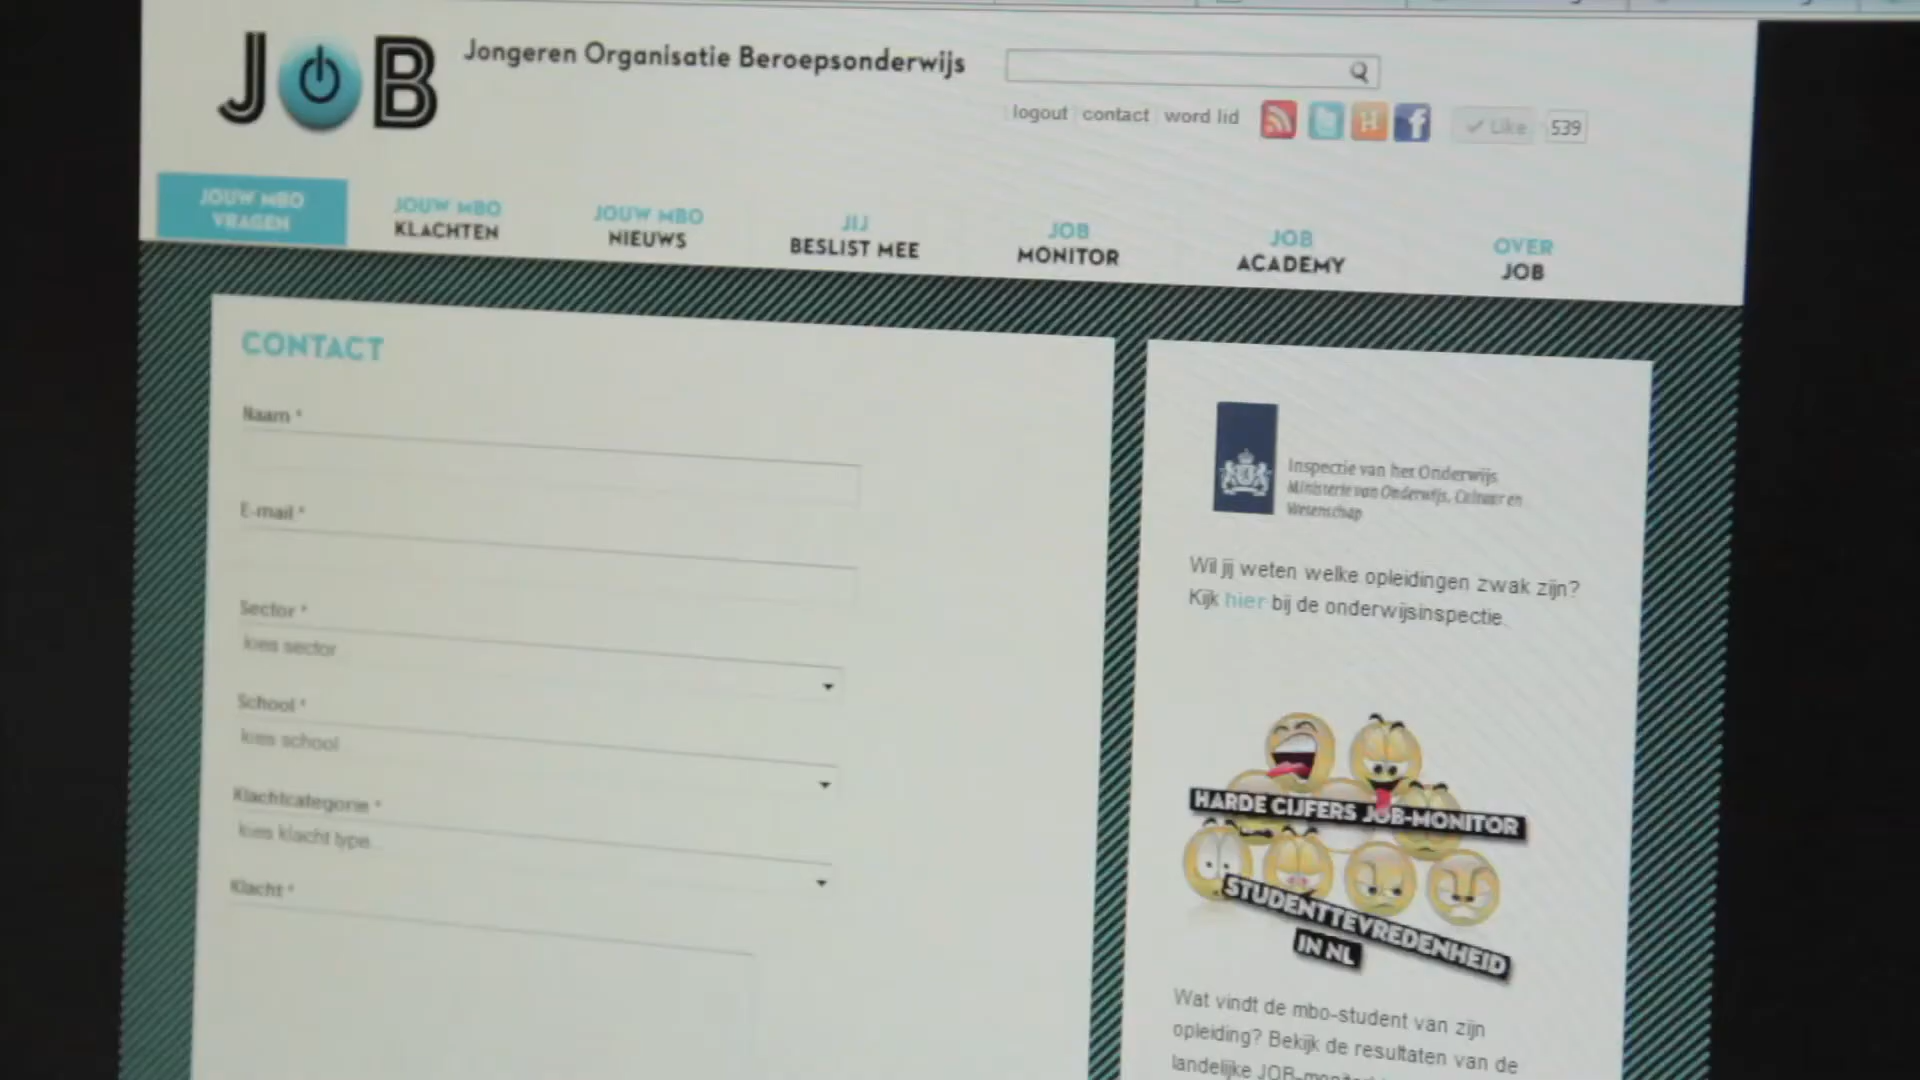 JOB
Jongeren Organisatie Beroepsonderwijs
logout contact word lid
Like 539
JOUW MBO
VRAGEN
JOUW MBO
KLACHTEN
JOUW MBO
NIEUWS
JIJ
BESLIST MEE
JOB
MONITOR
JOB
ACADEMY
OVER
JOB
CONTACT
Naam *
E-mail *
Sector *
kies sector
School *
kies school
Klachtcategorie *
kies klacht type
Klacht *
Inspectie van het Onderwijs
Ministerie van Onderwijs, Cultuur en
Wetenschap
Wil jij weten welke opleidingen zwak zijn?
Kijk hier bij de onderwijsinspectie.
HARDE CIJFERS JOB-MONITOR
STUDENTTEVREDENHEID
IN NL
Wat vindt de mbo-student van zijn
opleiding? Bekijk de resultaten van de
landelijke